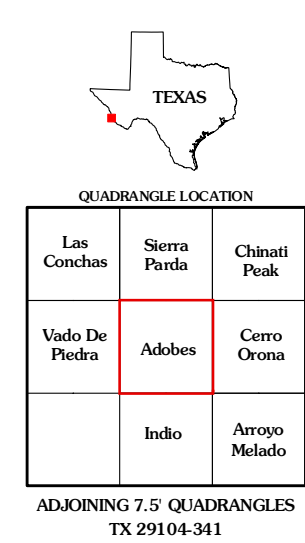 TEXAS
QUADRANGLE LOCATION
Las
Conchas
Sierra
Parda
Chinati
Peak
Vado De
Piedra
Adobes
Cerro
Orona
Indio
Arroyo
Melado
ADJOINING 7.5' QUADRANGLES
TX 29104-341